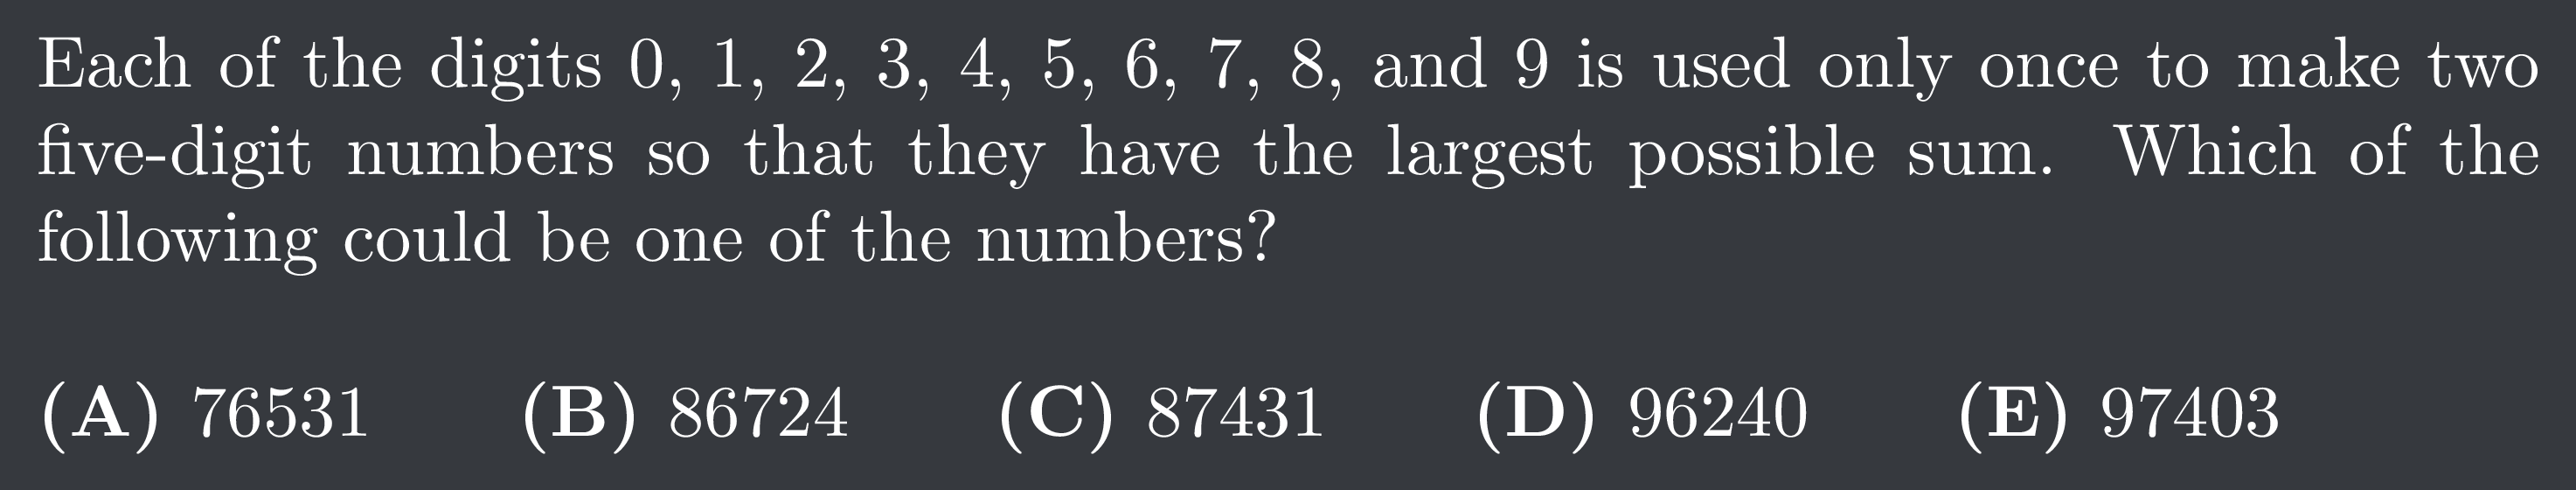 Each of the digits 0, 1, 2, 3, 4, 5, 6, 7, 8, and 9 is used only once to make two
five-digit numbers so that they have the largest possible sum. Which of the
following could be one of the numbers?
(A) 76531 (B) 86724 (C) 87431 (D) 96240 (E) 97403